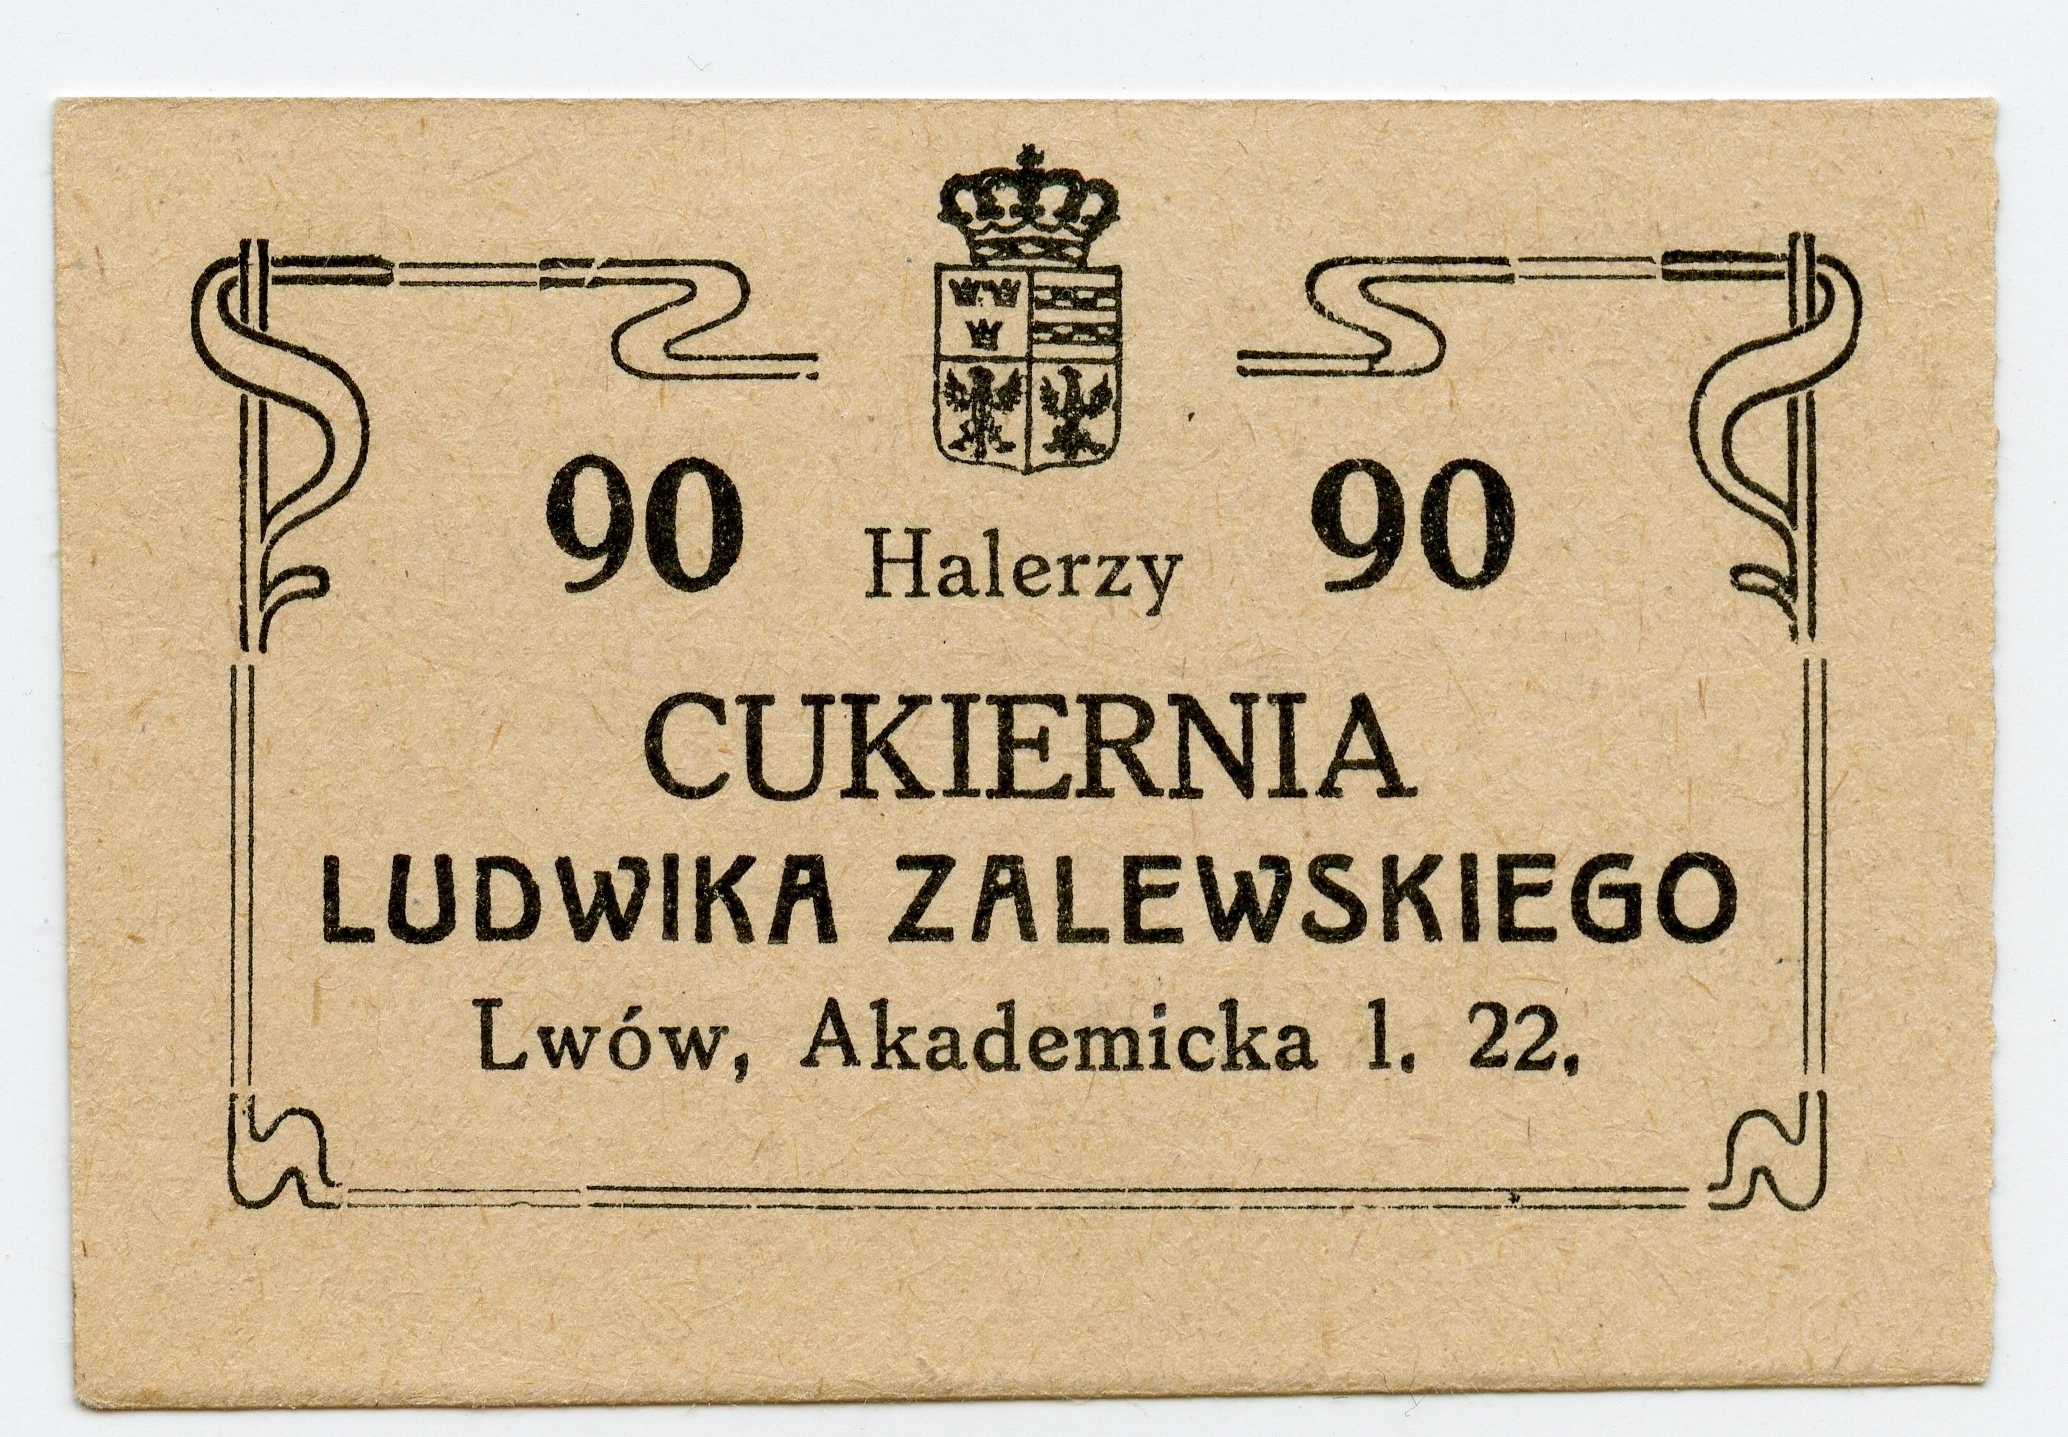 90 Halerzy 90
CUKIERNIA
LUDWIKA ZALEWSKIEGO
Lwów, Akademicka l. 22.